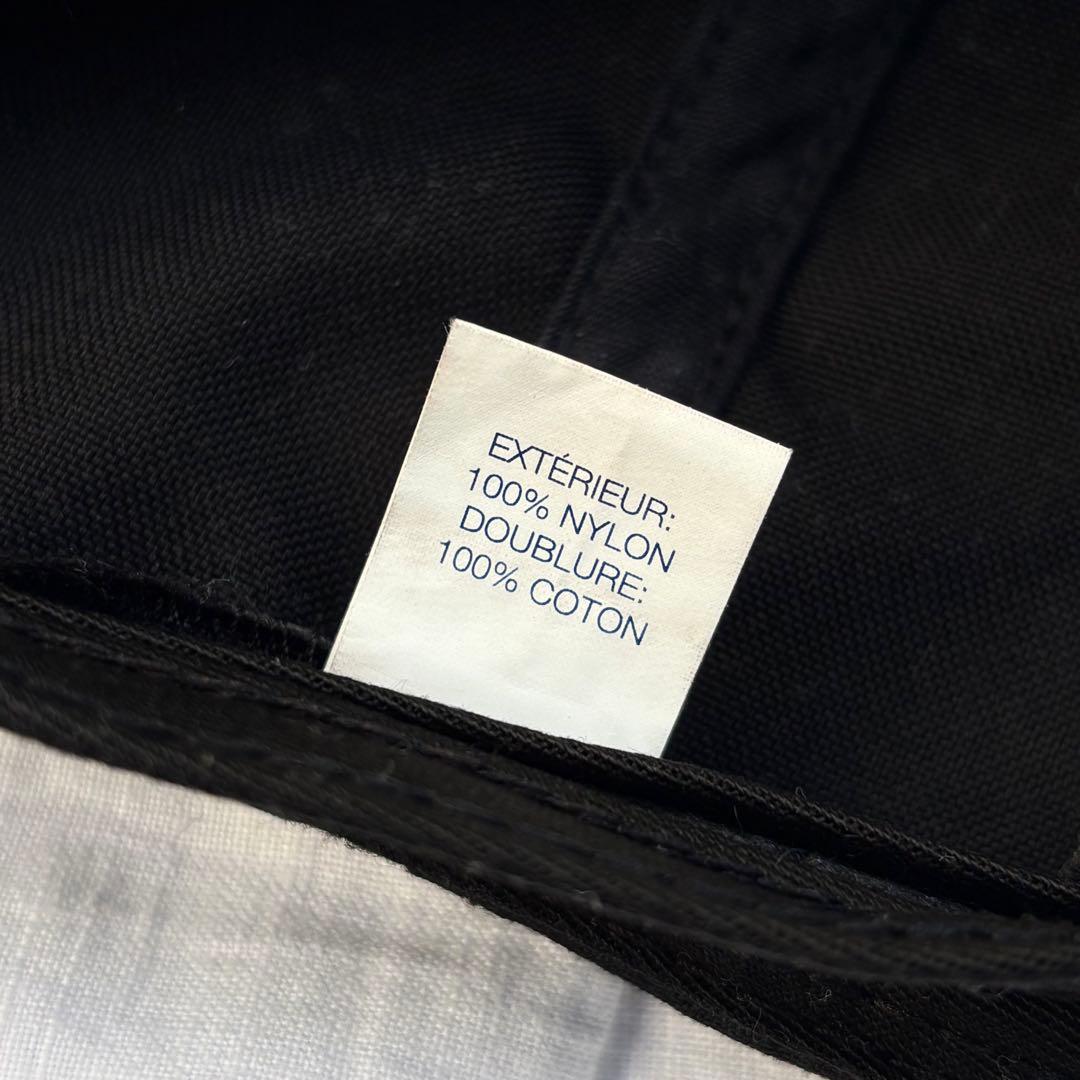 EXTÉRIEUR:
100% NYLON
DOUBLURE:
100% COTON